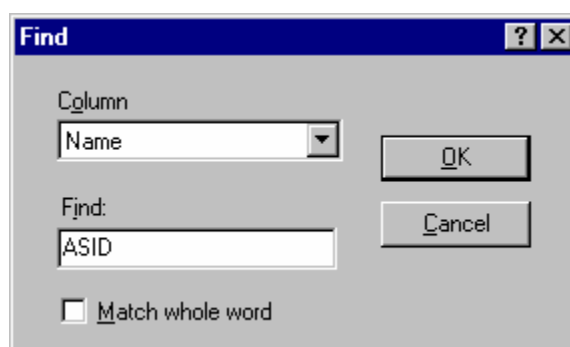 Find
Column
Name
OK
Find:
ASID
Cancel
Match whole word